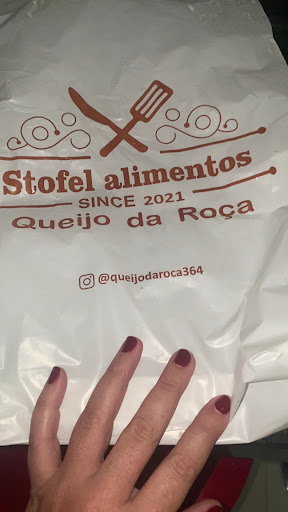 Stofel alimentos
SINCE 2021
Queijo da Roça
@queijodaroca364